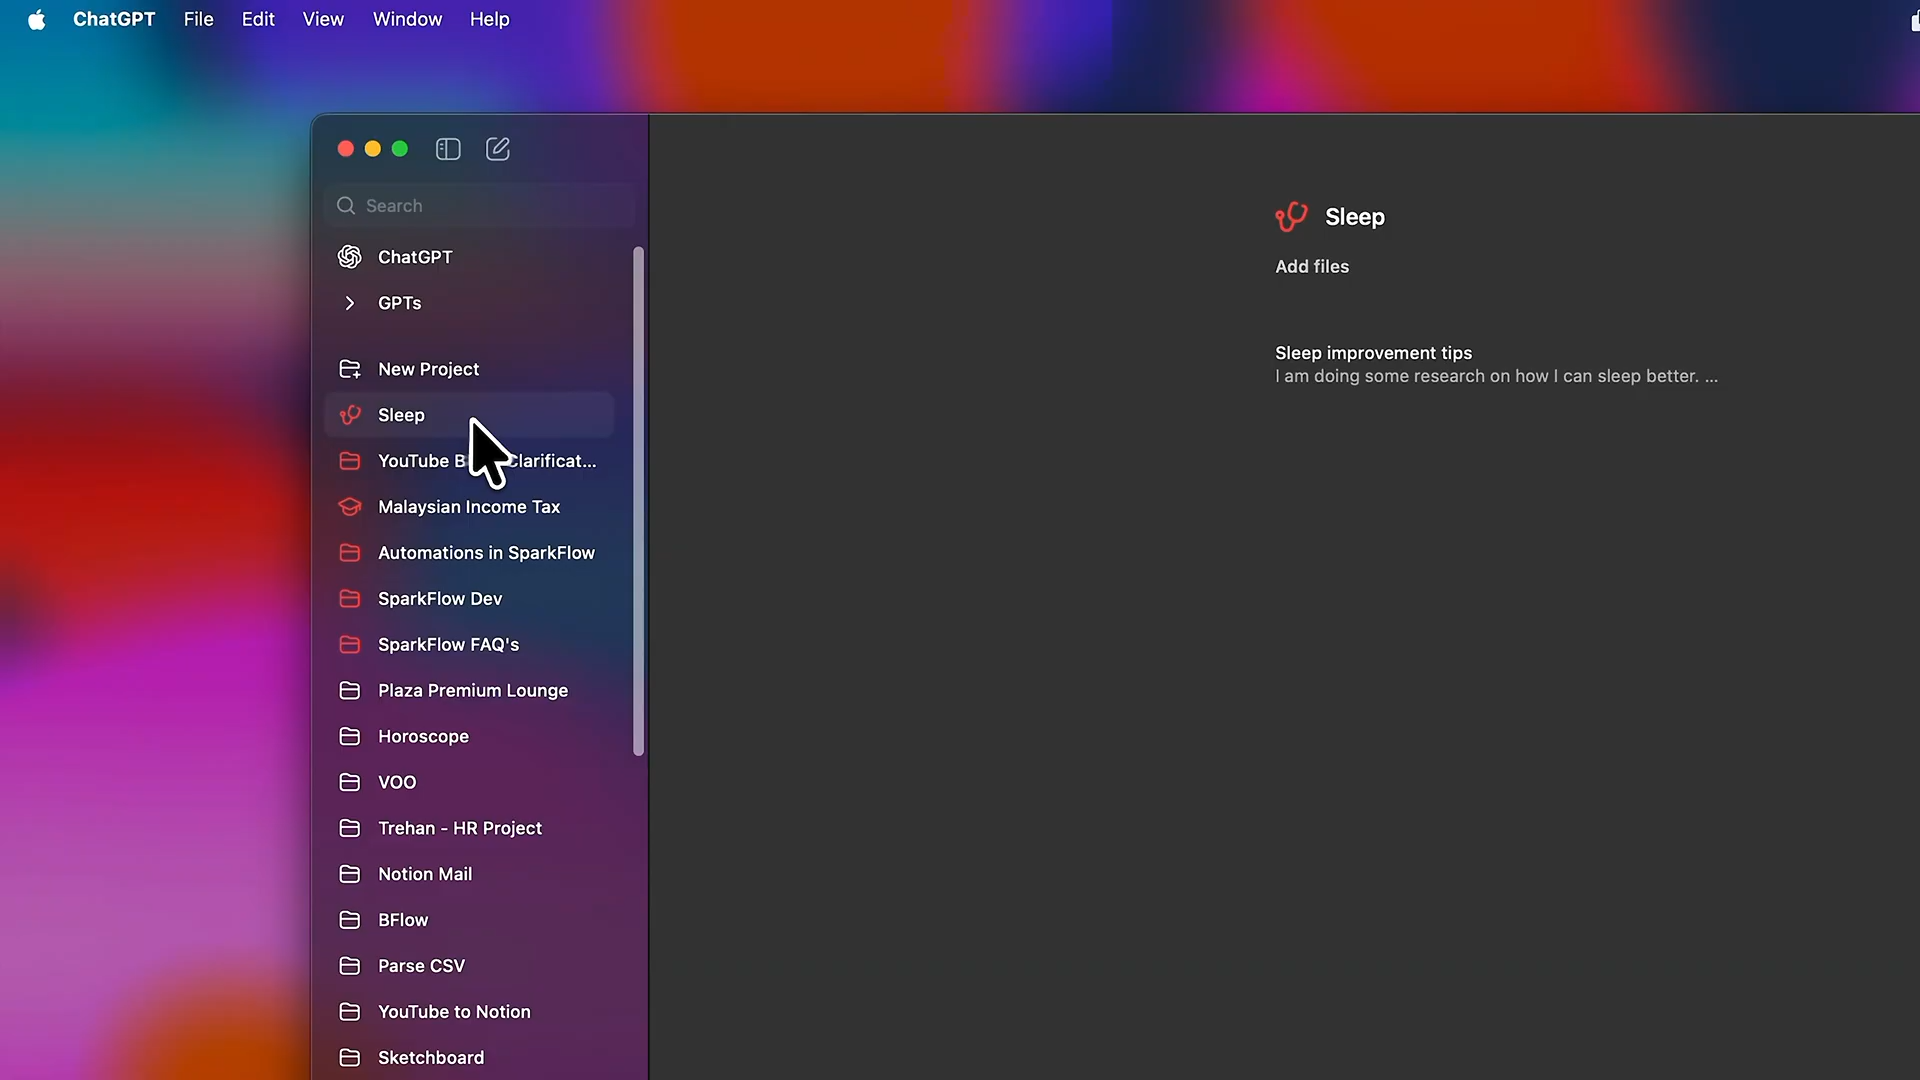 ChatGPT File Edit View Window Help
Search
ChatGPT
GPTs
New Project
Sleep
YouTube B clarificat...
Malaysian Income Tax
Automations in SparkFlow
SparkFlow Dev
SparkFlow FAQ's
Plaza Premium Lounge
Horoscope
VOO
Trehan - HR Project
Notion Mail
BFlow
Parse CSV
YouTube to Notion
Sketchboard
Sleep
Add files
Sleep improvement tips
I am doing some research on how I can sleep better. ...